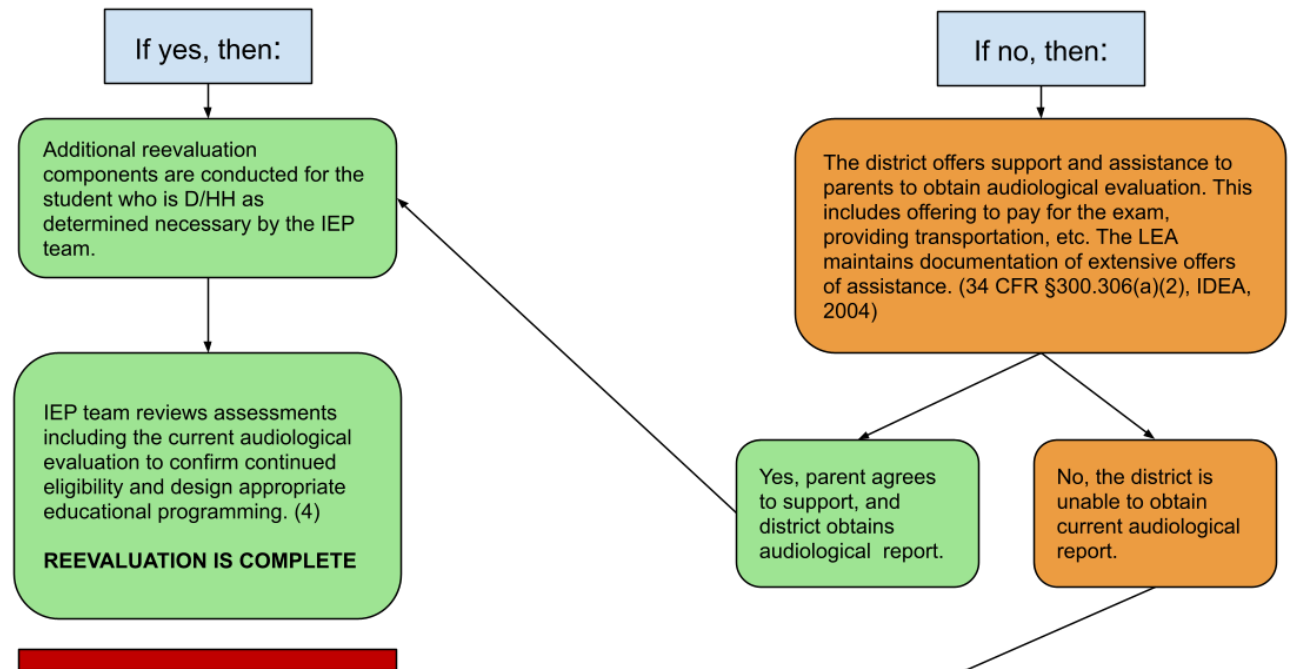 If yes, then:
If no, then:
Additional reevaluation
components are conducted for the
student who is D/HH as
determined necessary by the IEP
team.
The district offers support and assistance to
parents to obtain audiological evaluation. This
includes offering to pay for the exam,
providing transportation, etc. The LEA
maintains documentation of extensive offers
of assistance. (34 CFR §300.306(a)(2), IDEA,
2004)
IEP team reviews assessments
including the current audiological
evaluation to confirm continued
eligibility and design appropriate
educational programming. (4)
REEVALUATION IS COMPLETE
Yes, parent agrees
to support, and
district obtains
audiological  report.
No, the district is
unable to obtain
current audiological
report.